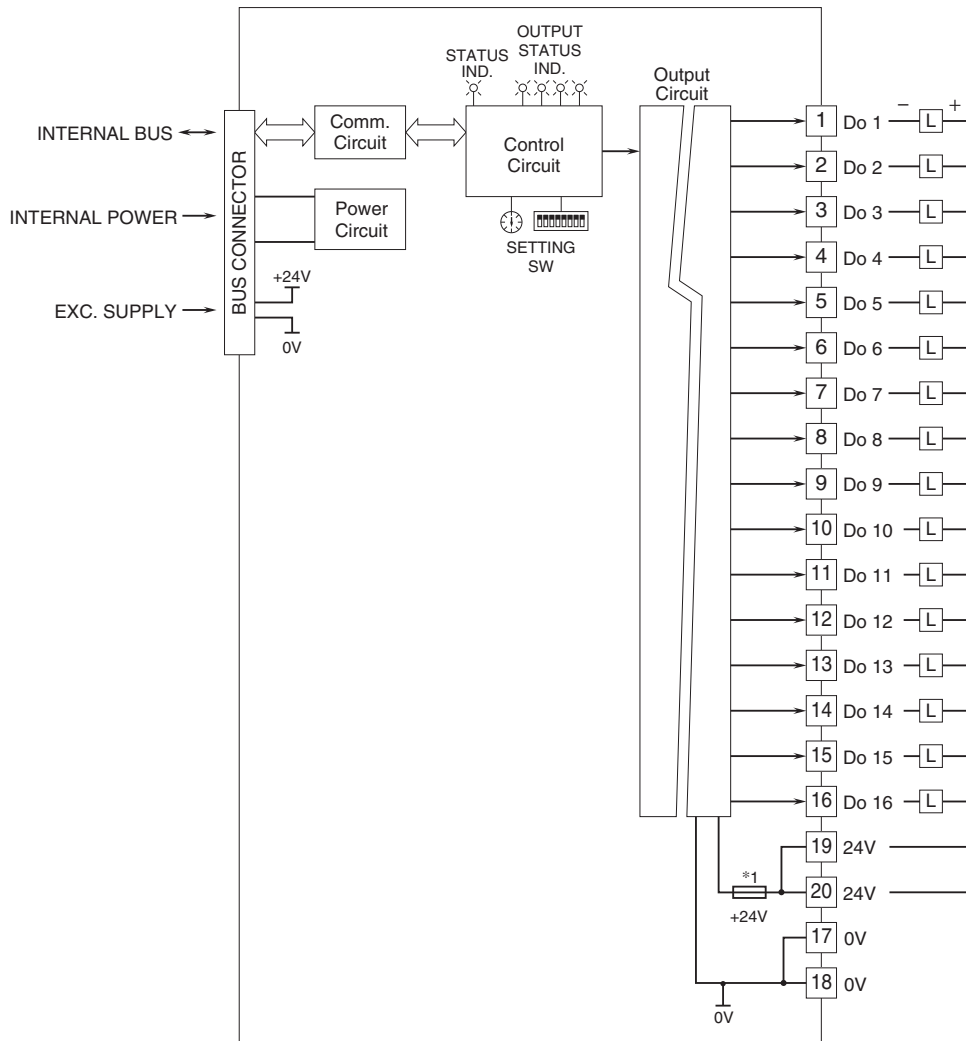 STATUS
IND.
OUTPUT
STATUS
IND.
Output
Circuit
INTERNAL BUS
INTERNAL POWER
EXC. SUPPLY
BUS CONNECTOR
Comm.
Circuit
Power
Circuit
+24V
0V
Control
Circuit
SETTING
SW
− +
1 Do 1 L
2 Do 2 L
3 Do 3 L
4 Do 4 L
5 Do 5 L
6 Do 6 L
7 Do 7 L
8 Do 8 L
9 Do 9 L
10 Do 10 L
11 Do 11 L
12 Do 12 L
13 Do 13 L
14 Do 14 L
15 Do 15 L
16 Do 16 L
19 24V
*1
+24V
20 24V
17 0V
18 0V
0V